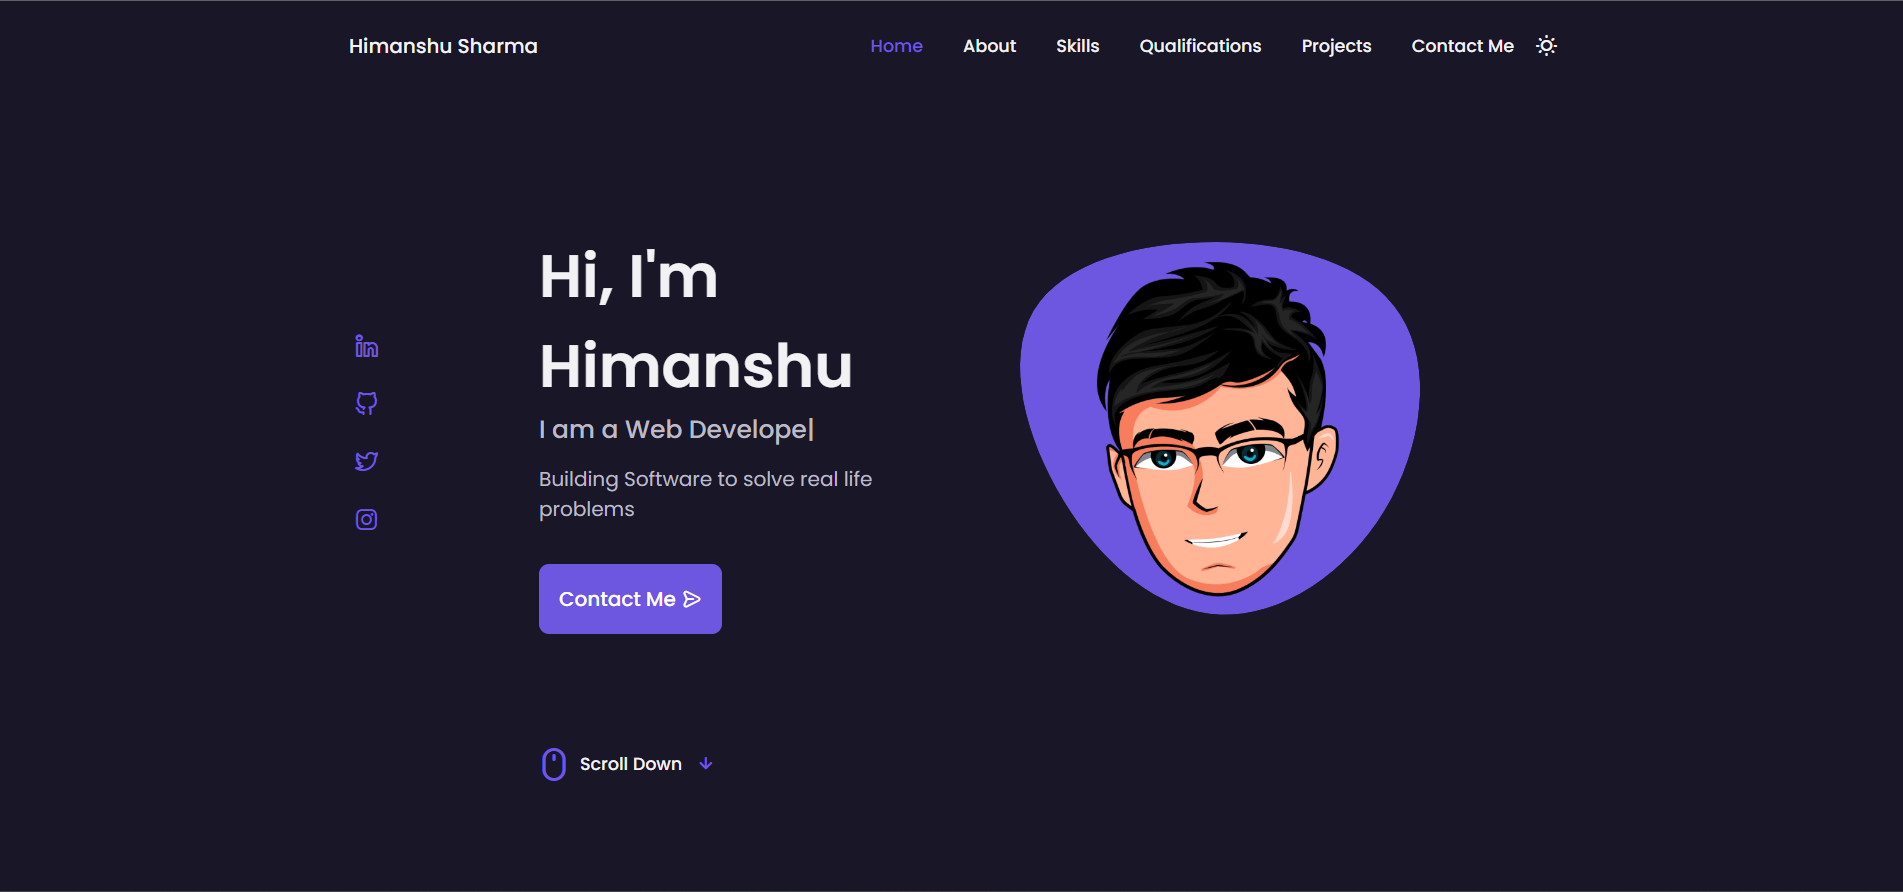 Himanshu Sharma
Home About Skills Qualifications Projects Contact Me
Hi, I'm
Himanshu
I am a Web Develope|
Building Software to solve real life
problems
Contact Me
Scroll Down